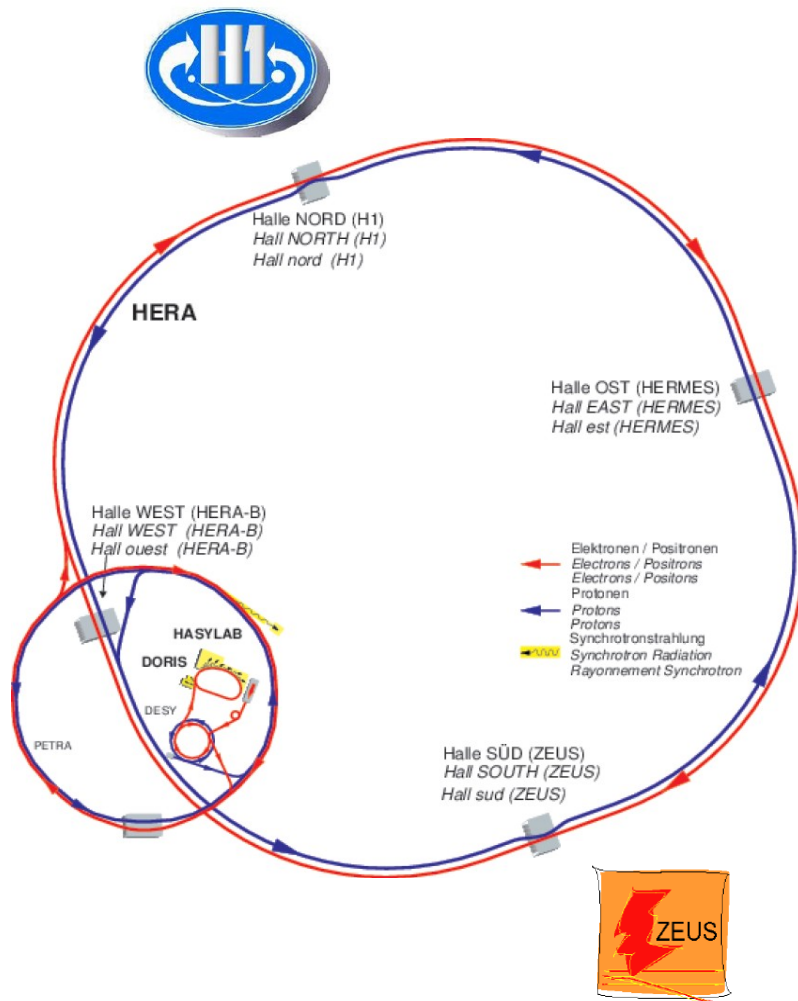 H1
Halle NORD (H1)
Hall NORTH (H1)
Hall nord (H1)
HERA
Halle OST (HERMES)
Hall EAST (HERMES)
Hall est (HERMES)
Halle WEST (HERA-B)
Hall WEST (HERA-B)
Hall ouest (HERA-B)
Elektronen / Positronen
Electrons / Positrons
Electrons / Positons
Protonen
Protons
Protons
Synchrotronstrahlung
Synchrotron Radiation
Rayonnement Synchrotron
HASYLAB
DORIS
DESY
PETRA
Halle SÜD (ZEUS)
Hall SOUTH (ZEUS)
Hall sud (ZEUS)
ZEUS